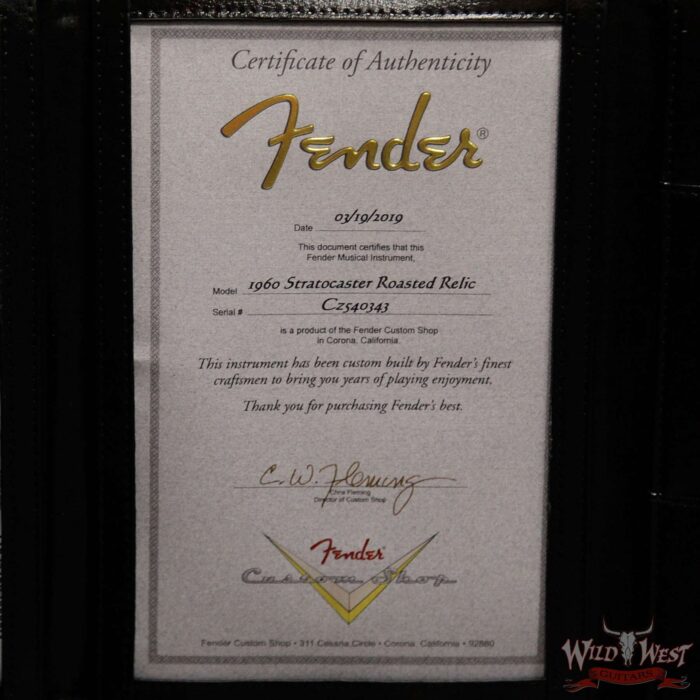 Certificate of Authenticity
Fender®
Date 03/19/2019
This document certifies that this
Fender Musical Instrument,
Model 1960 Stratocaster Roasted Relic
Serial # CZ540343
is a product of the Fender Custom Shop
in Corona, California.
This instrument has been custom built by Fender's finest
craftsmen to bring you years of playing enjoyment.
Thank you for purchasing Fender's best.
C.W. Fleming
Chris Fleming
Director of Custom Shop
Fender
Custom Shop
Fender Custom Shop • 311 Cessna Circle • Corona California • 92880
WILD WEST
GUITARS